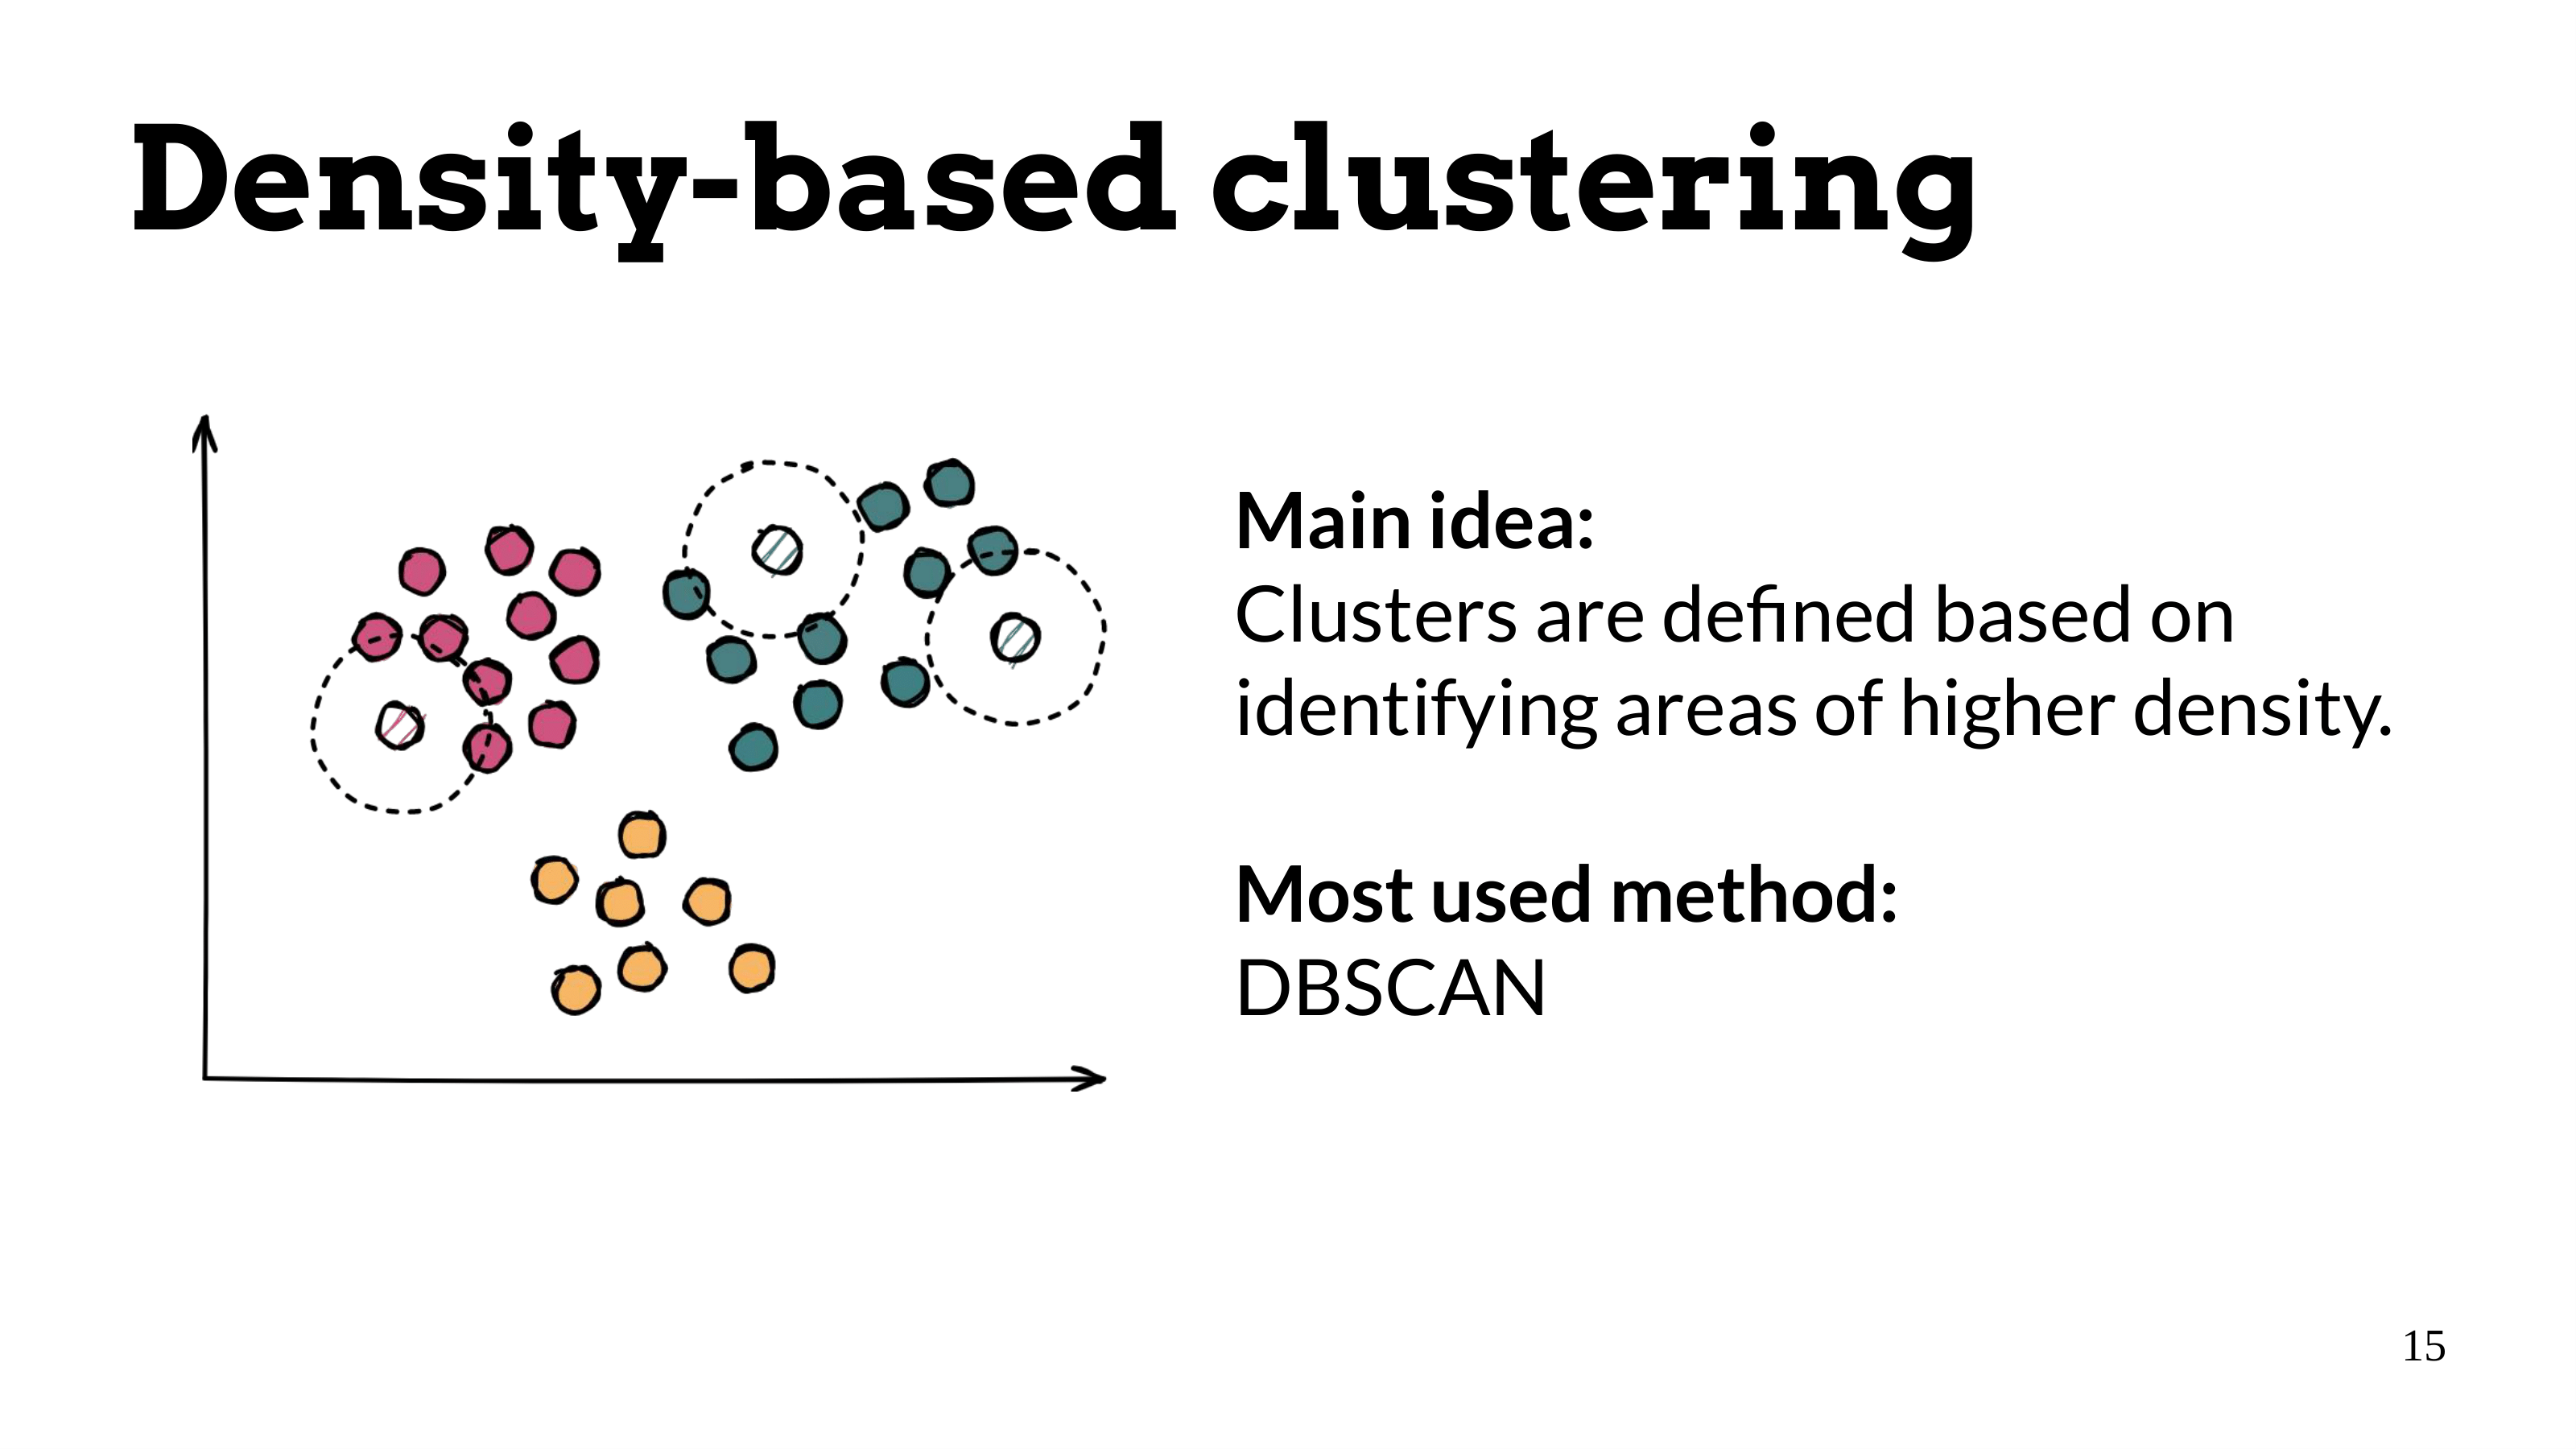 Density-based clustering
Main idea:
Clusters are defined based on
identifying areas of higher density.
Most used method:
DBSCAN
15